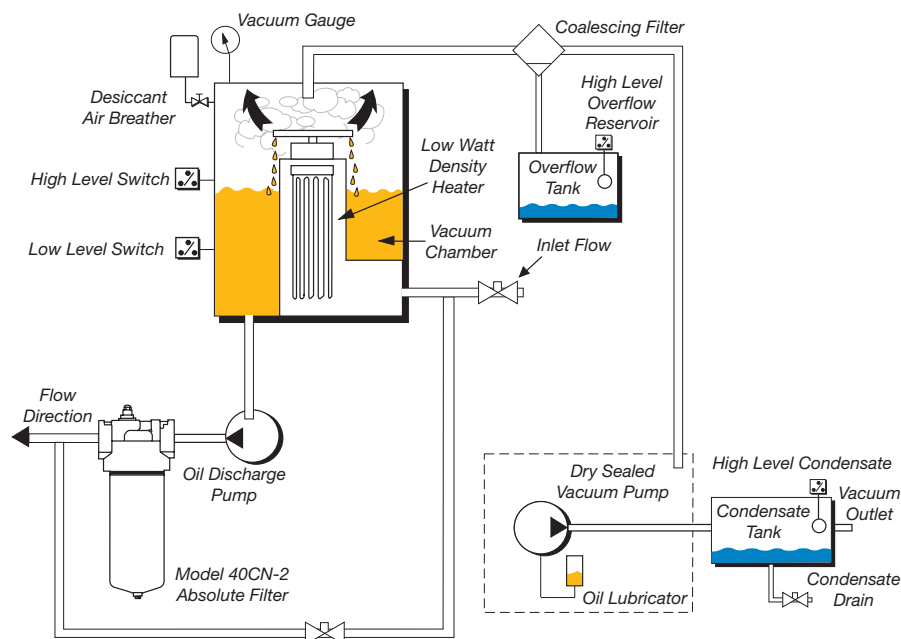 Vacuum Gauge
Coalescing Filter
Desiccant
Air Breather
High Level
Overflow
Reservoir
Low Watt
Density
Heater
Overflow
Tank
High Level Switch
Low Level Switch
Vacuum
Chamber
Inlet Flow
Flow
Direction
Oil Discharge
Pump
Dry Sealed
Vacuum Pump
High Level Condensate
Vacuum
Outlet
Condensate
Tank
Model 40CN-2
Absolute Filter
Oil Lubricator
Condensate
Drain